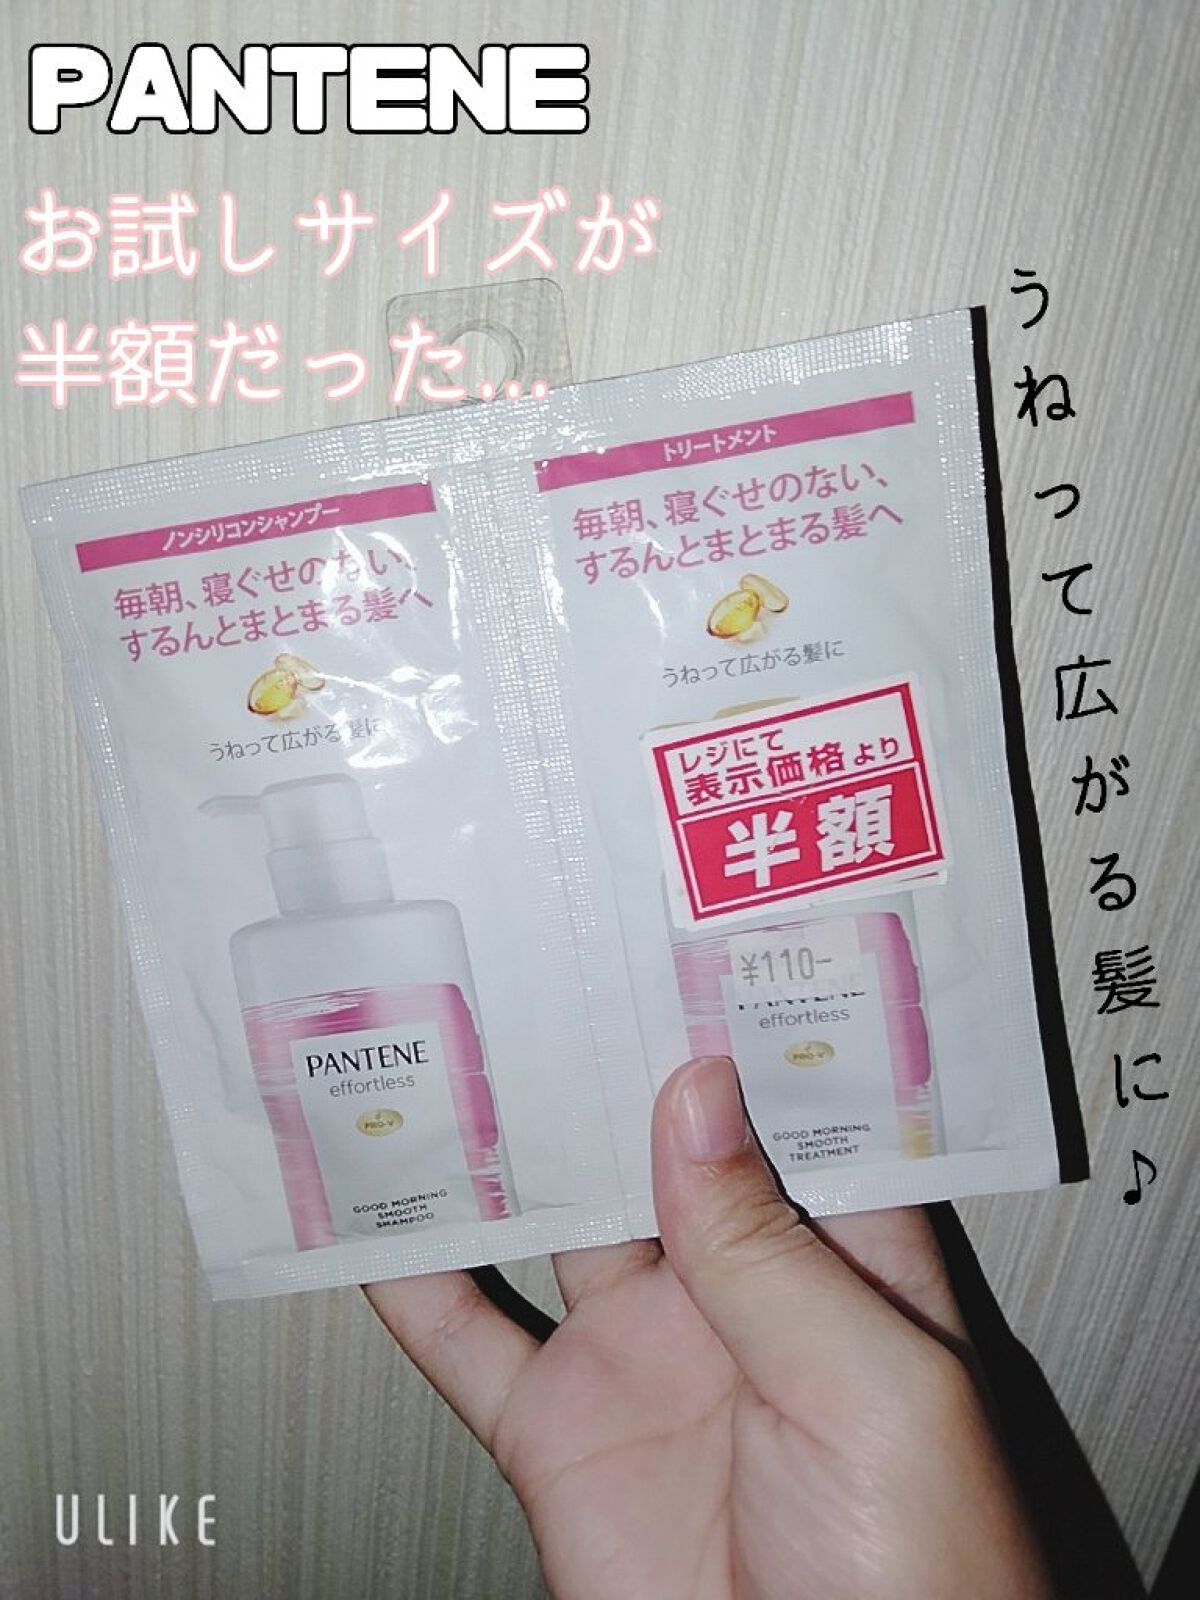 PANTENE
お試しサイズが
半額だった...
うねって広がる髪に♪
ノンシリコンシャンプー
毎朝、寝ぐせのない、
するんとまとまる髪へ
うねって広がる髪に
PANTENE
effortless
PRO-V
GOOD MORNING
SMOOTH
SHAMPOO
トリートメント
毎朝、寝ぐせのない、
するんとまとまる髪へ
うねって広がる髪に
レジにて
表示価格より
半額
¥110-
PANTENE
effortless
PRO-V
GOOD MORNING
SMOOTH
TREATMENT
ULIKE